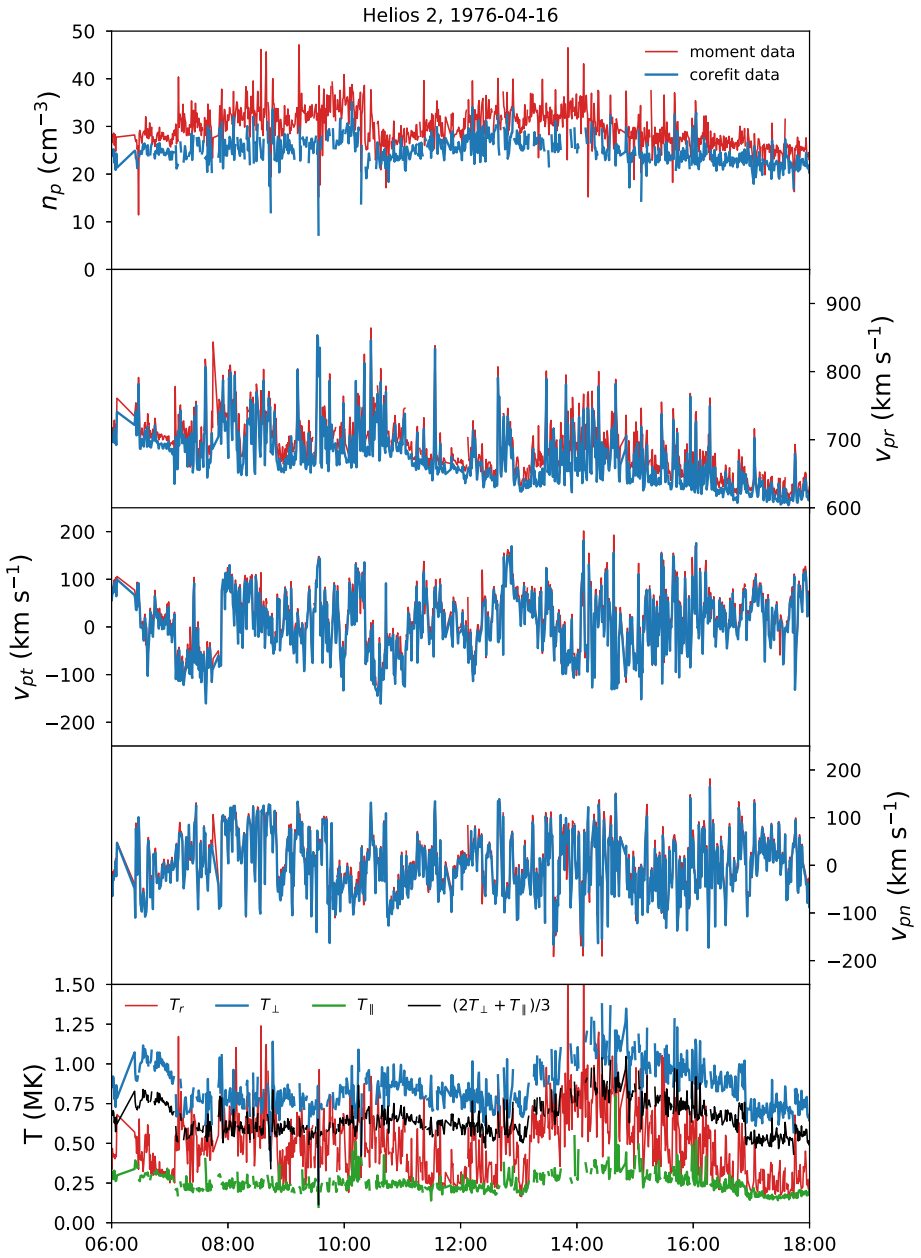 Helios 2, 1976-04-16
50
40
30
20
10
0
n_p (cm⁻³)
moment data
corefit data
900
800
700
600
v_pr (km s⁻¹)
200
100
0
−100
−200
v_pt (km s⁻¹)
200
100
0
−100
−200
v_pn (km s⁻¹)
1.50
1.25
1.00
0.75
0.50
0.25
0.00
T (MK)
T_r T_⊥ T_∥ (2T_⊥ + T_∥)/3
06:00 08:00 10:00 12:00 14:00 16:00 18:00